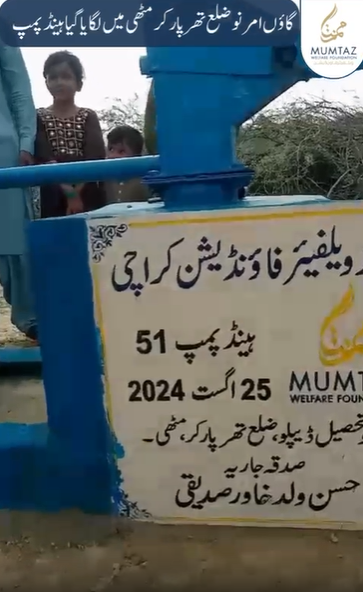 گاؤں امرنو ضلع تھرپارکر مٹھی میں لگایا گیا ہینڈ پمپ
MUMTAZ
WELFARE FOUNDATION
ویلفیئر فاؤنڈیشن کراچی
ہینڈ پمپ 51
25 اگست 2024
MUMTA
WELFARE FOUN
تحصیل ڈیپلو، ضلع تھرپارکر، مٹھی۔
صدقہ جاریہ
حسن ولد خاور صدیقی